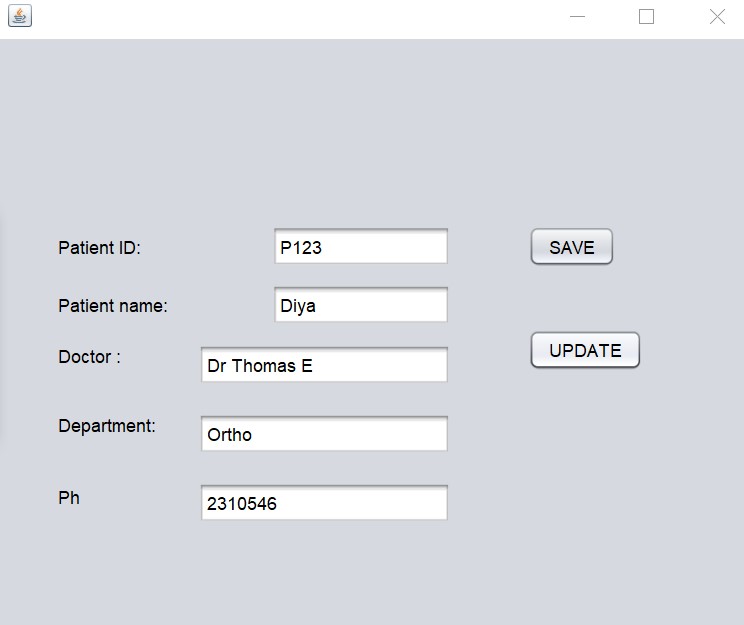 Patient ID: P123 SAVE
Patient name: Diya
Doctor : Dr Thomas E UPDATE
Department: Ortho
Ph 2310546